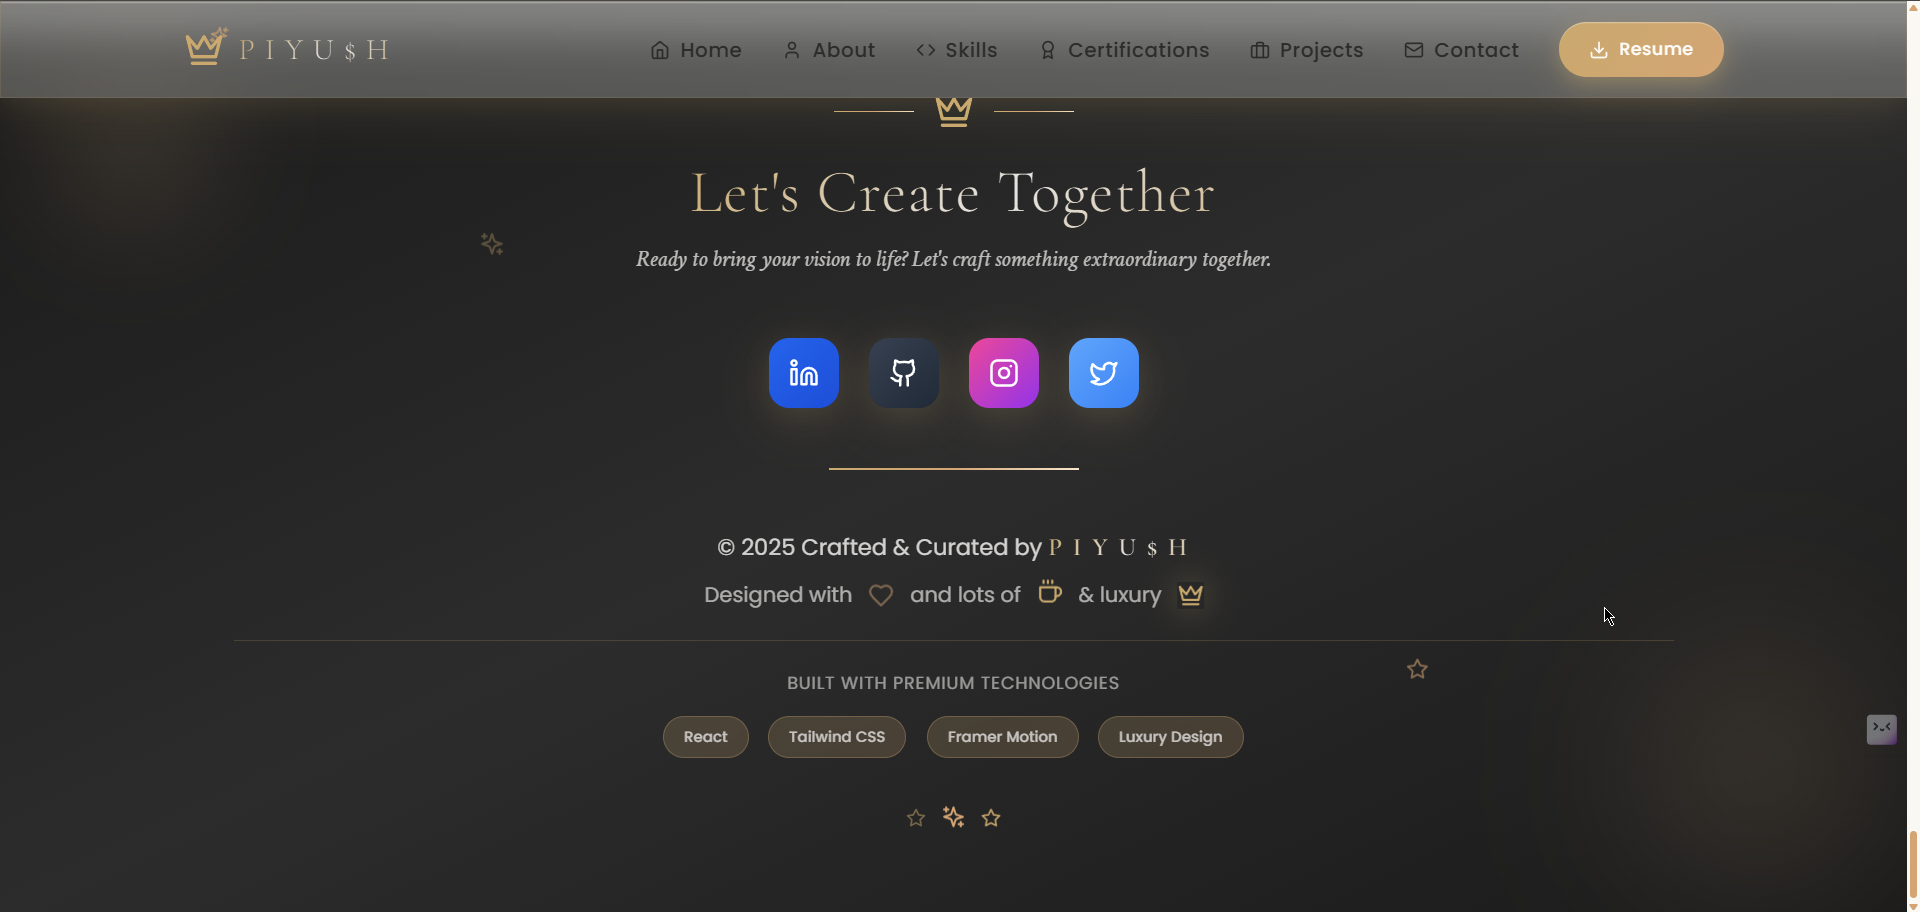 PIYU$H
Home
About
Skills
Certifications
Projects
Contact
Resume
Let's Create Together
Ready to bring your vision to life? Let's craft something extraordinary together.
© 2025 Crafted & Curated by PIYU$H
Designed with and lots of & luxury
BUILT WITH PREMIUM TECHNOLOGIES
React
Tailwind CSS
Framer Motion
Luxury Design